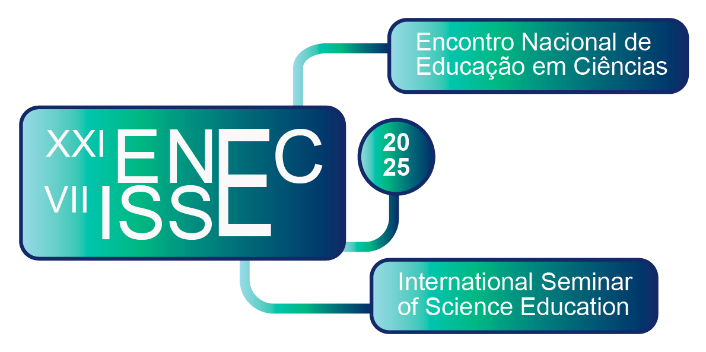 Encontro Nacional de
Educação em Ciências
XXI ENEC
VII ISSE
20
25
International Seminar
of Science Education